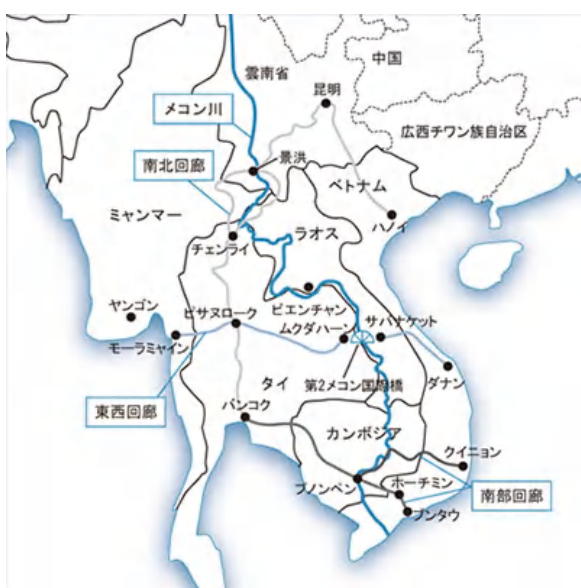 中国
雲南省
昆明
メコン川
広西チワン族自治区
景洪
南北回廊
ベトナム
ミャンマー
ハノイ
ラオス
チェンライ
ヤンゴン
ピサヌローク
ビエンチャン
ムクダハーン
サバナケット
モーラミャイン
第2メコン国際橋
ダナン
タイ
東西回廊
バンコク
カンボジア
クイニョン
プノンペン
ホーチミン
南部回廊
ブンタウ